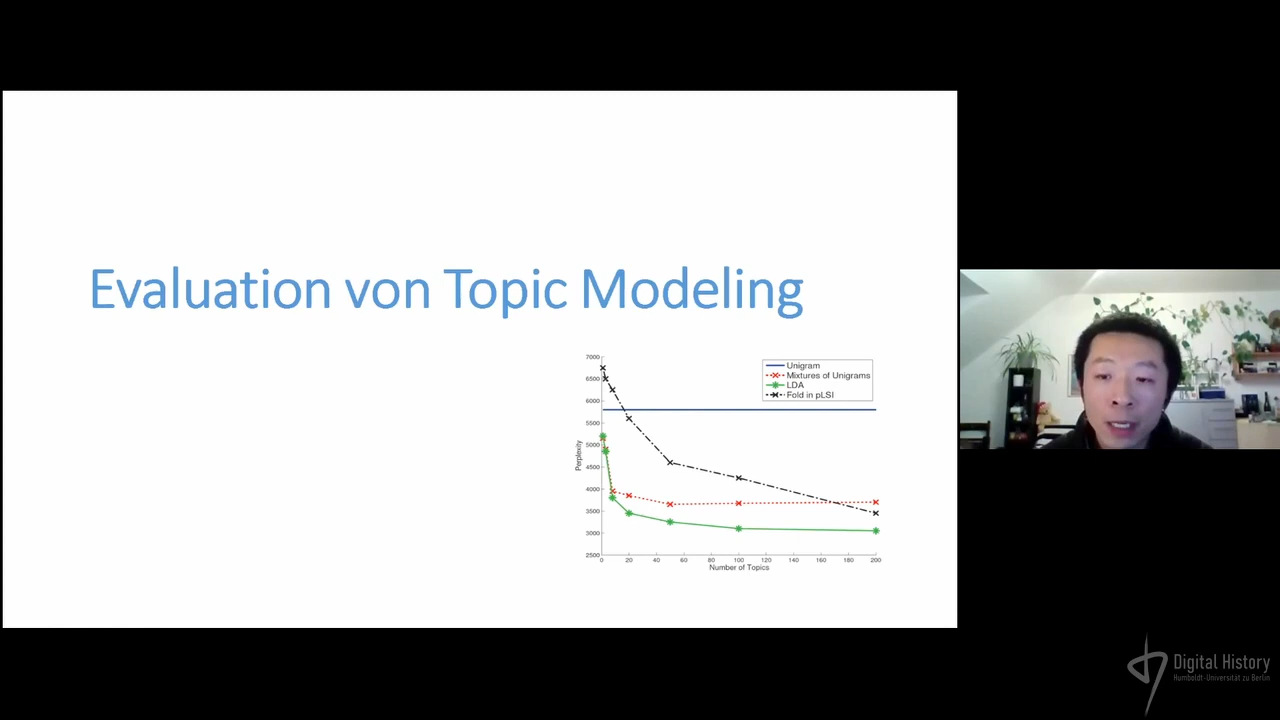 Evaluation von Topic Modeling
7000
6500
6000
5500
5000
4500
4000
3500
3000
2500
Perplexity
0 20 40 60 80 100 120 140 160 180 200
Number of Topics
Unigram
Mixtures of Unigrams
LDA
Fold in pLSI
Digital History
Humboldt-Universität zu Berlin